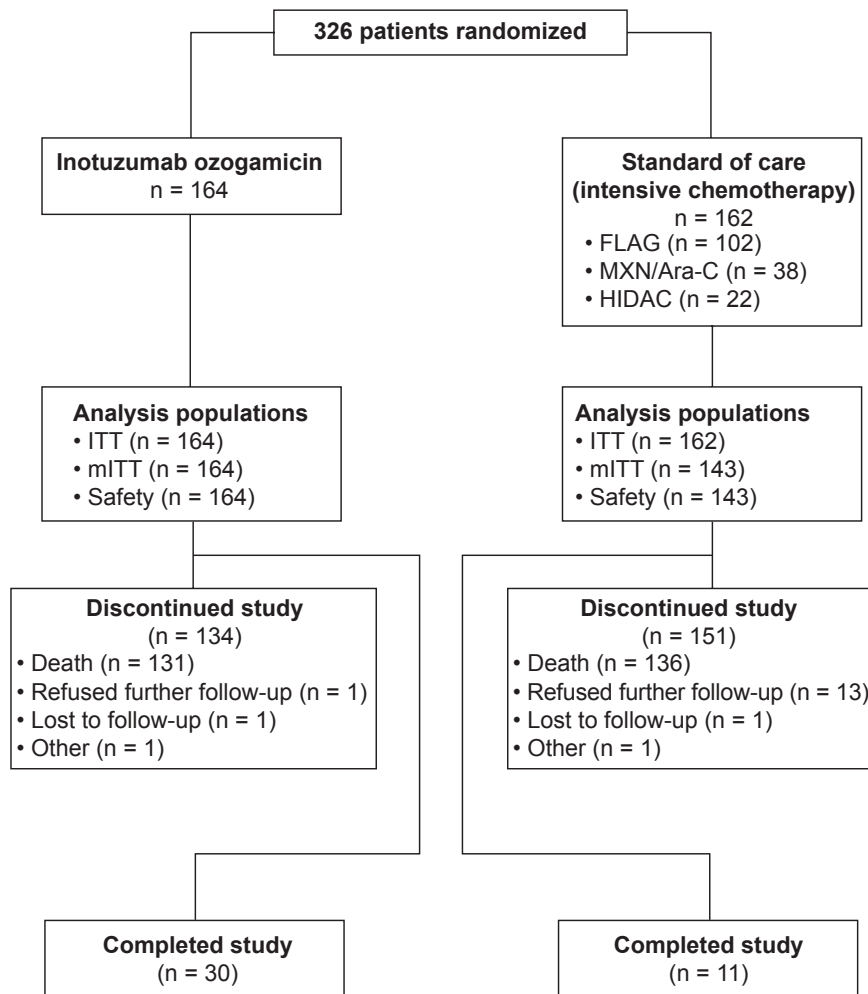 326 patients randomized
Inotuzumab ozogamicin
n = 164
Standard of care
(intensive chemotherapy)
n = 162
• FLAG (n = 102)
• MXN/Ara-C (n = 38)
• HIDAC (n = 22)
Analysis populations
• ITT (n = 164)
• mITT (n = 164)
• Safety (n = 164)
Analysis populations
• ITT (n = 162)
• mITT (n = 143)
• Safety (n = 143)
Discontinued study
(n = 134)
• Death (n = 131)
• Refused further follow-up (n = 1)
• Lost to follow-up (n = 1)
• Other (n = 1)
Discontinued study
(n = 151)
• Death (n = 136)
• Refused further follow-up (n = 13)
• Lost to follow-up (n = 1)
• Other (n = 1)
Completed study
(n = 30)
Completed study
(n = 11)